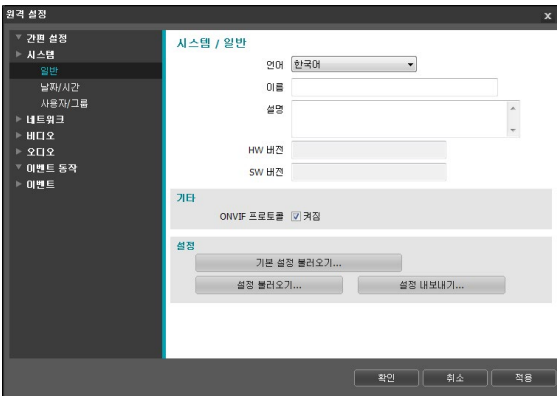 원격 설정
x
간편 설정
시스템
일반
날짜/시간
사용자/그룹
네트워크
비디오
오디오
이벤트 동작
이벤트
시스템 / 일반
언어 한국어
이름
설명
HW 버전
SW 버전
기타
ONVIF 프로토콜 켜짐
설정
기본 설정 불러오기...
설정 불러오기... 설정 내보내기...
확인 취소 적용